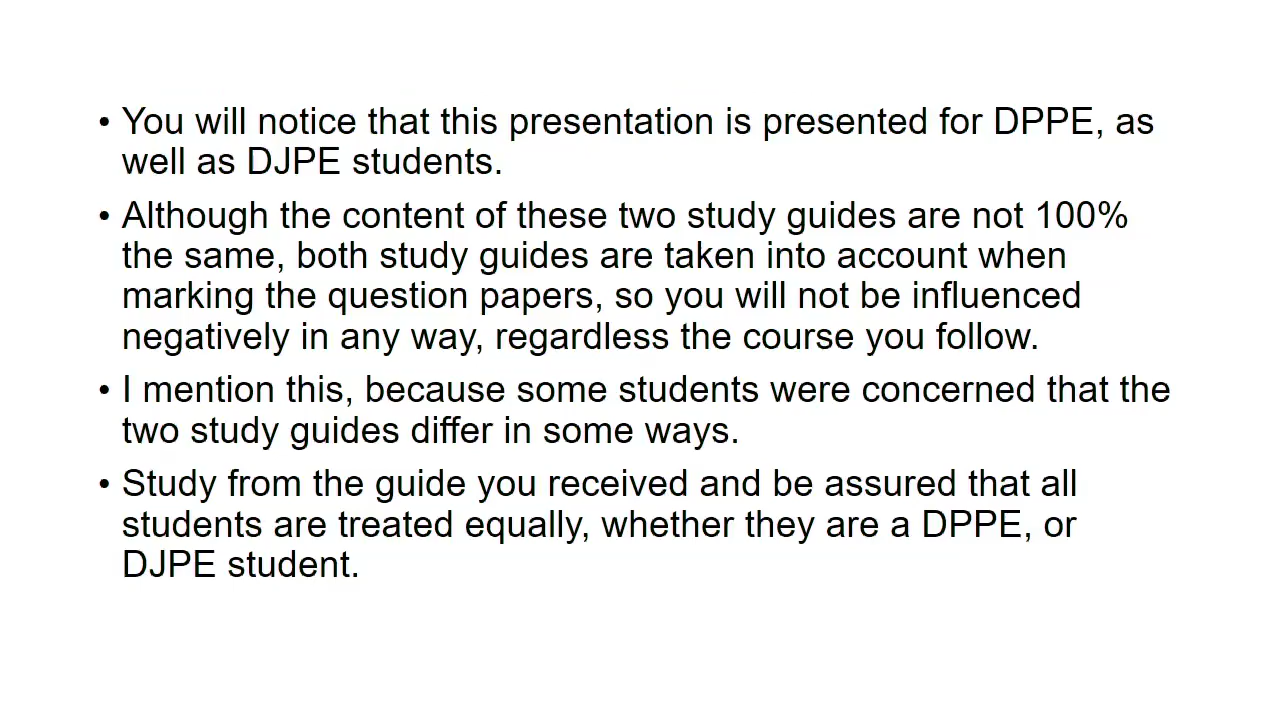 • You will notice that this presentation is presented for DPPE, as
well as DJPE students.
• Although the content of these two study guides are not 100%
the same, both study guides are taken into account when
marking the question papers, so you will not be influenced
negatively in any way, regardless the course you follow.
• I mention this, because some students were concerned that the
two study guides differ in some ways.
• Study from the guide you received and be assured that all
students are treated equally, whether they are a DPPE, or
DJPE student.